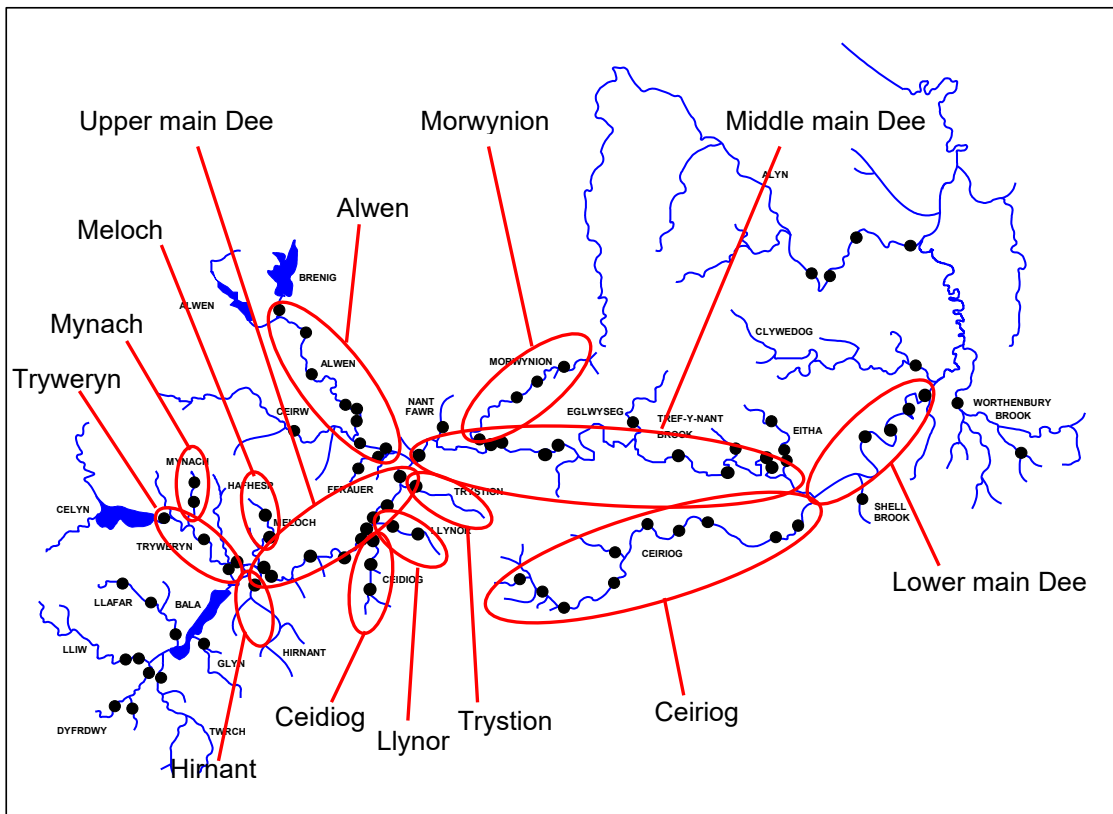 Upper main Dee
Morwynion
Middle main Dee
ALYN
Alwen
Meloch
BRENIG
ALWEN
Mynach
CLYWEDOG
MORWYNION
ALWEN
Tryweryn
NANT
FAWR
EGLWYSEG
TREF-Y-NANT
BROOK
CEIRW
EITHA
WORTHENBURY
BROOK
MYNACH
HAFHESP
FFRAUER
TRYSTION
CELYN
MELOCH
LLYNOR
SHELL
BROOK
TRYWERYN
CEIRIOG
CEIDIOG
Lower main Dee
LLAFAR
BALA
LLIW
GLYN
HIRNANT
Ceidiog
Llynor
Trystion
Ceiriog
DYFRDWY
TWRCH
Hirnant